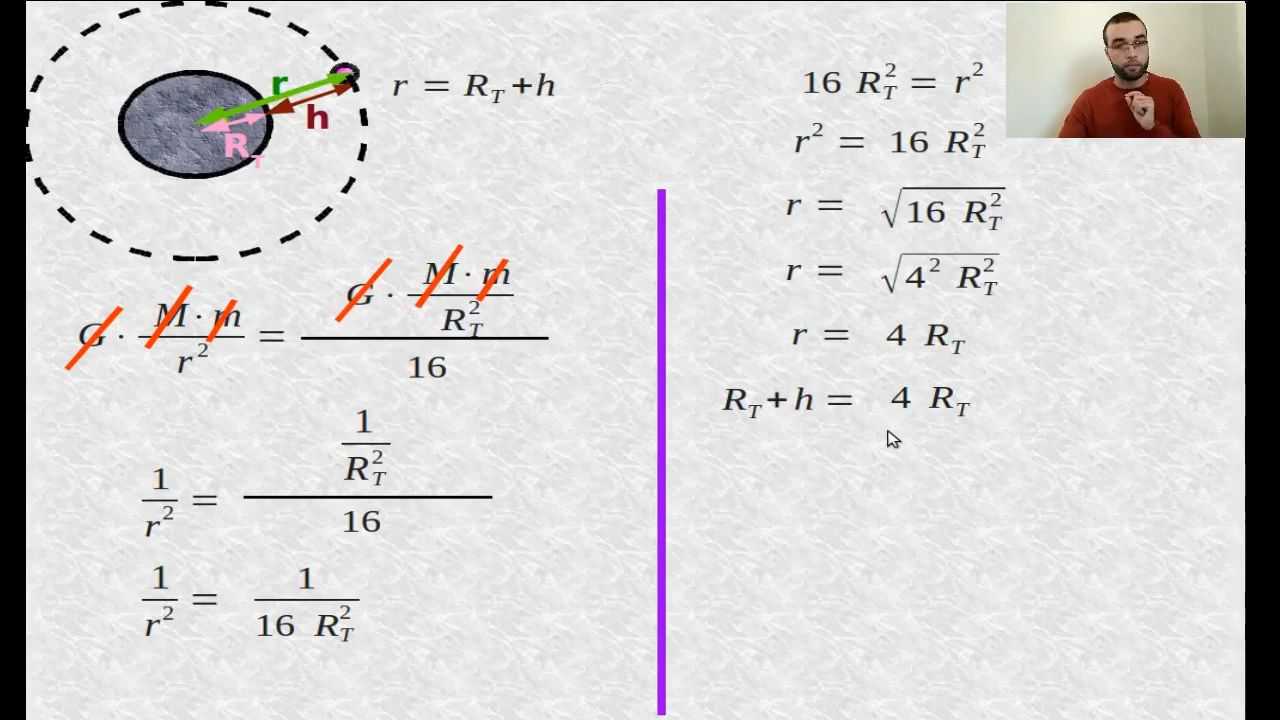 r
h
R_T
r = R_T + h
G · M · m / r² = (G · M · m / R_T²) / 16
1 / r² = (1 / R_T²) / 16
1 / r² = 1 / 16 R_T²
16 R_T² = r²
r² = 16 R_T²
r = √(16 R_T²)
r = √(4² R_T²)
r = 4 R_T
R_T + h = 4 R_T